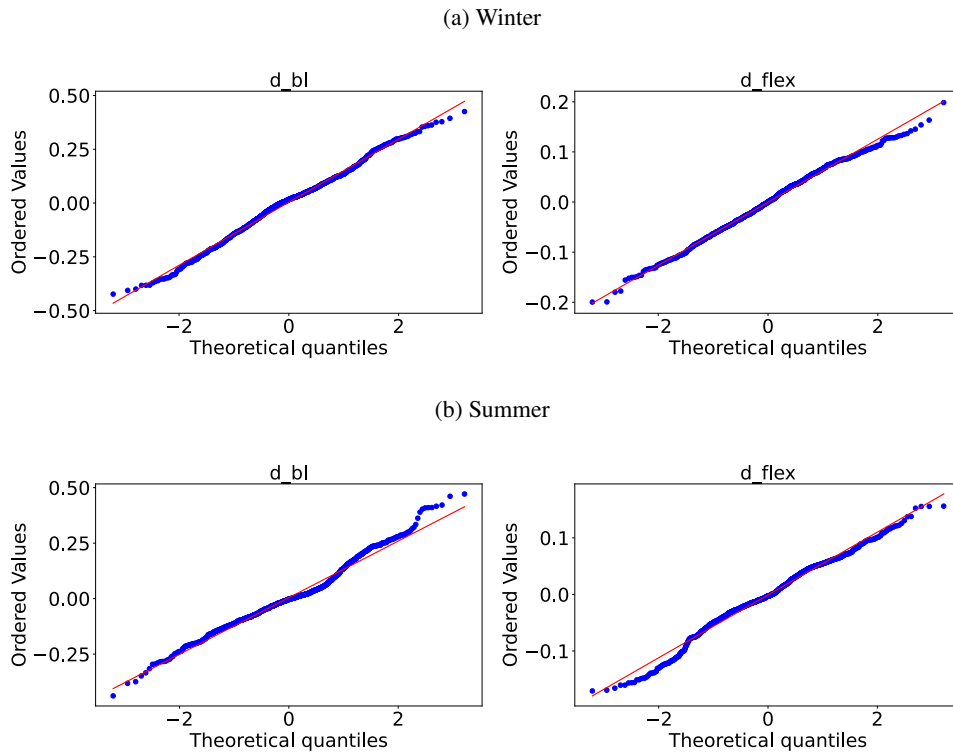 (a) Winter
d_bl
Ordered Values
0.50
0.25
0.00
−0.25
−0.50
−2
0
2
Theoretical quantiles
d_flex
Ordered Values
0.2
0.1
0.0
−0.1
−0.2
−2
0
2
Theoretical quantiles
(b) Summer
d_bl
Ordered Values
0.50
0.25
0.00
−0.25
−2
0
2
Theoretical quantiles
d_flex
Ordered Values
0.1
0.0
−0.1
−2
0
2
Theoretical quantiles